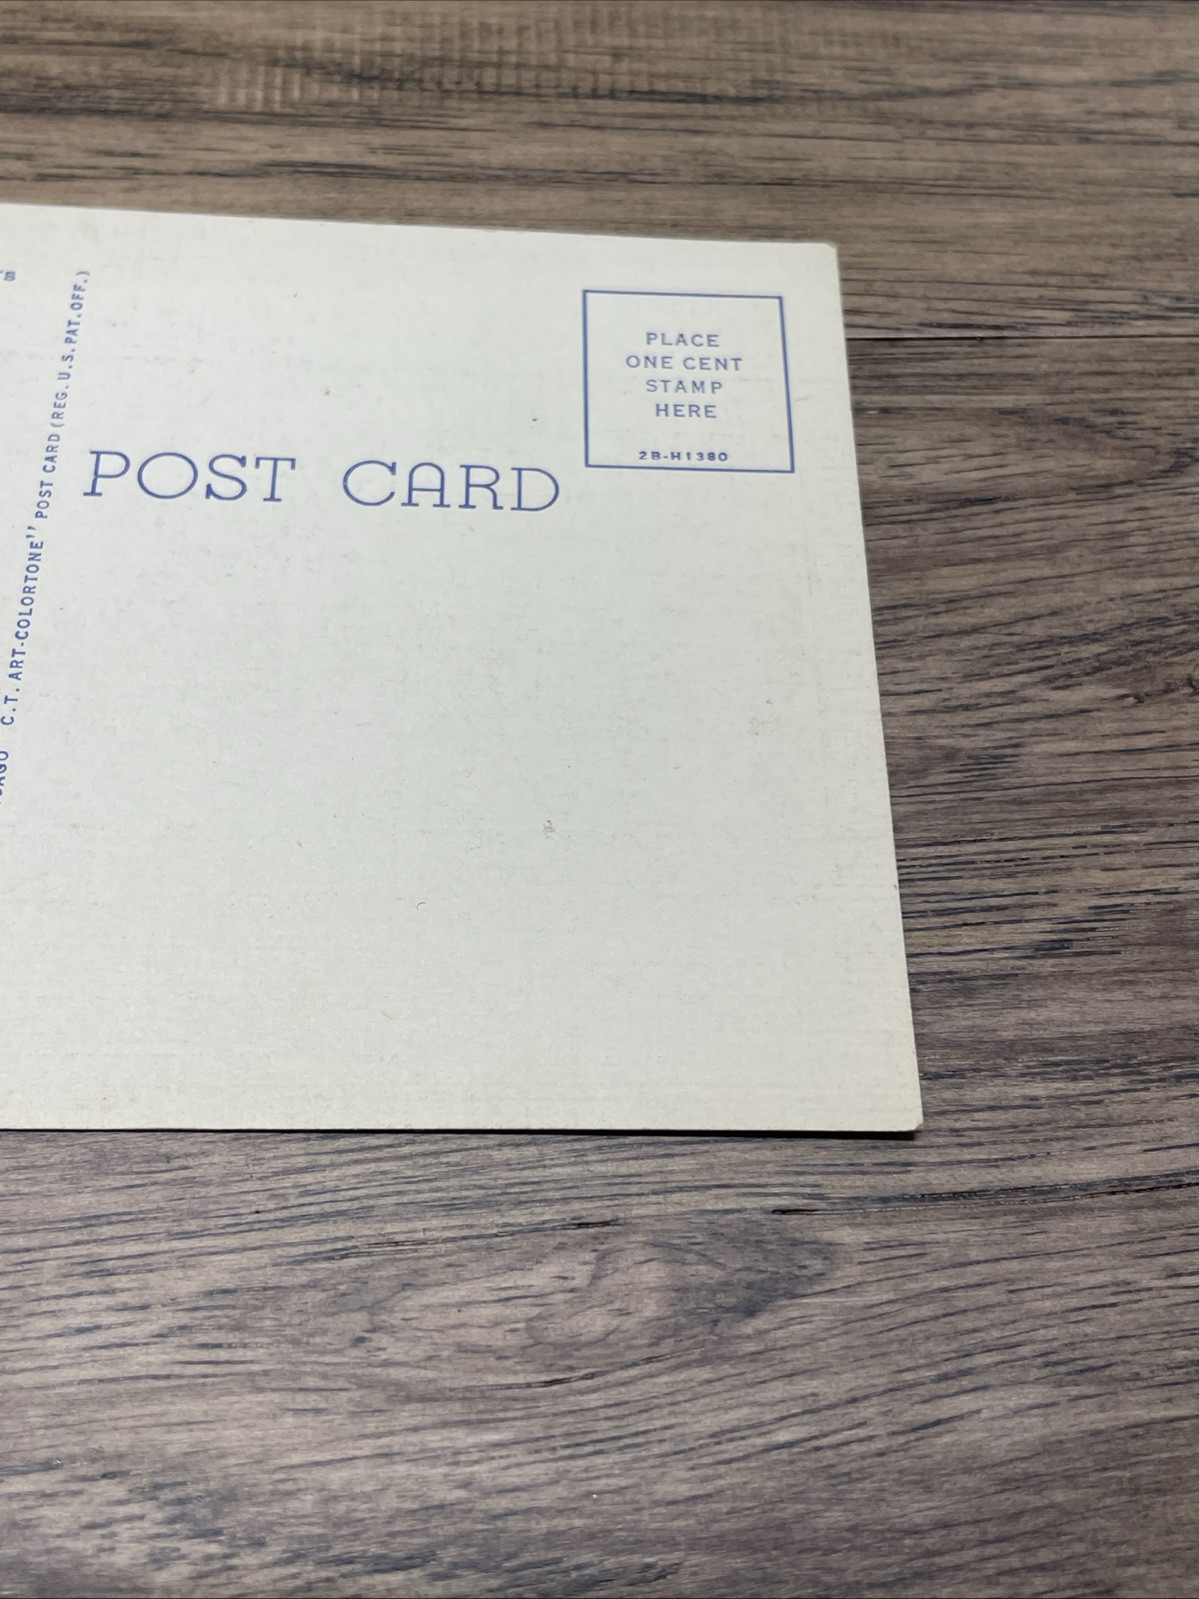 C.T. ART-COLORTONE" POST CARD (REG. U.S. PAT. OFF.)
POST CARD
PLACE
ONE CENT
STAMP
HERE
2B-H1380